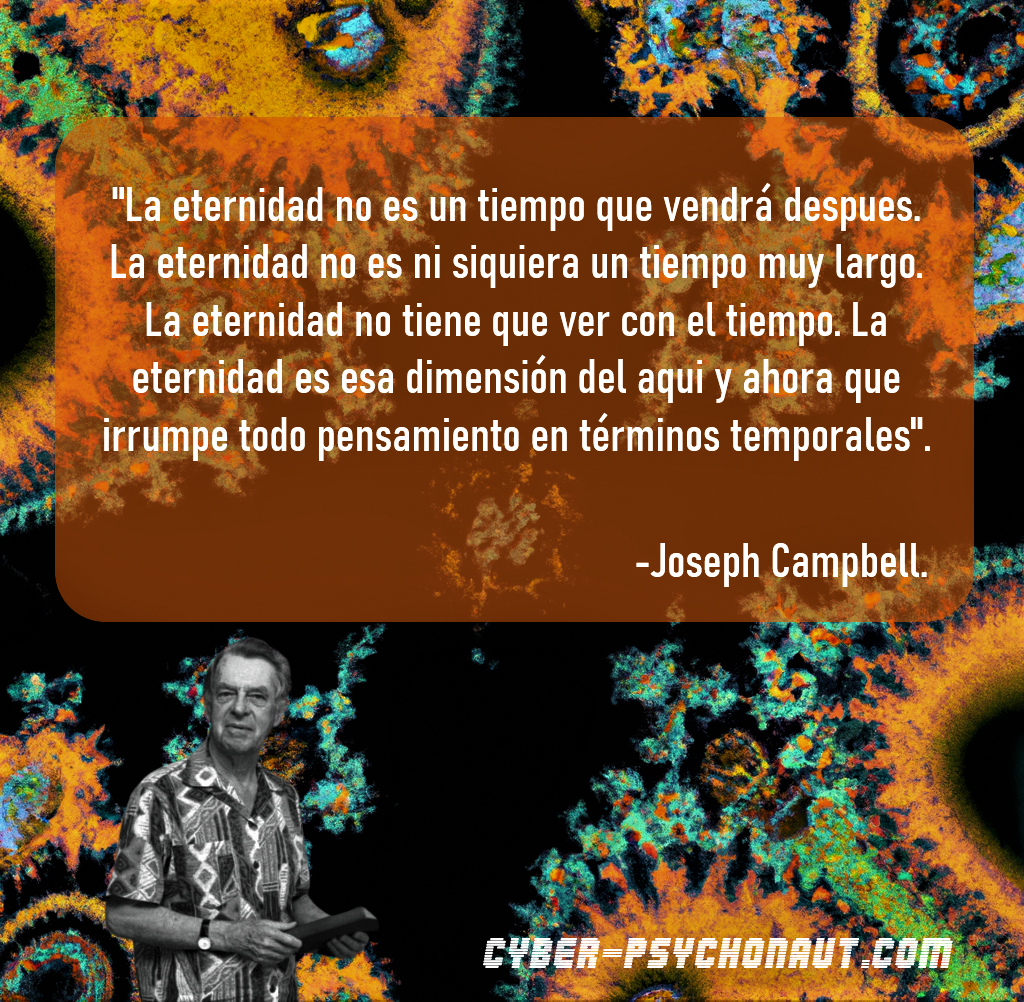 "La eternidad no es un tiempo que vendrá despues.
La eternidad no es ni siquiera un tiempo muy largo.
La eternidad no tiene que ver con el tiempo. La
eternidad es esa dimensión del aqui y ahora que
irrumpe todo pensamiento en términos temporales".
-Joseph Campbell.
CYBER-PSYCHONAUT.COM